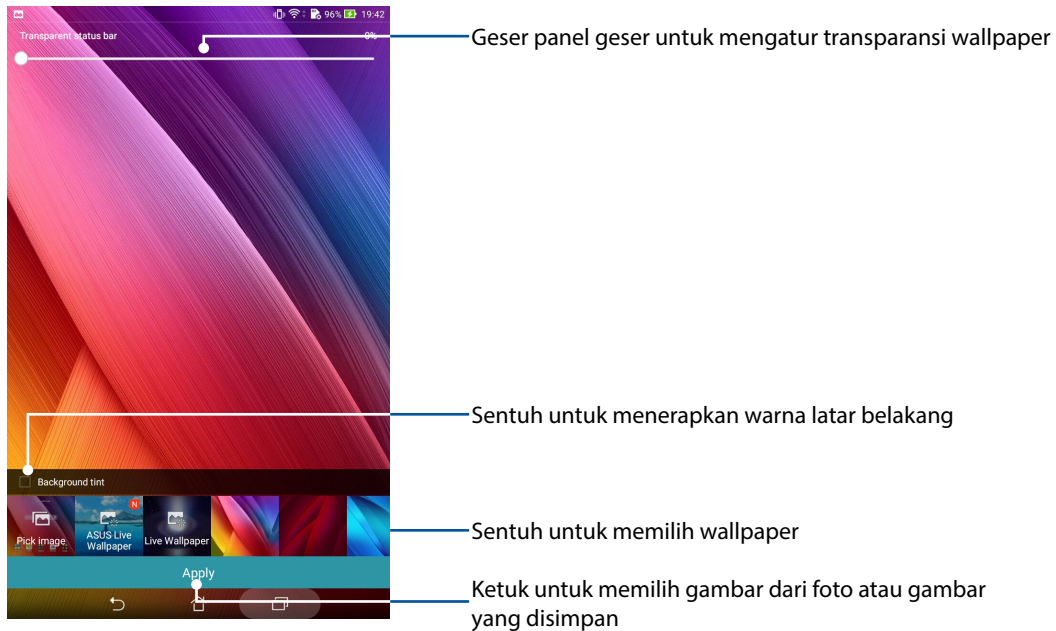 96% 19:42
Transparent status bar
Geser panel geser untuk mengatur transparansi wallpaper
Sentuh untuk menerapkan warna latar belakang
Background tint
N
Pick image
ASUS Live
Wallpaper
Live Wallpaper
Sentuh untuk memilih wallpaper
Apply
Ketuk untuk memilih gambar dari foto atau gambar
yang disimpan